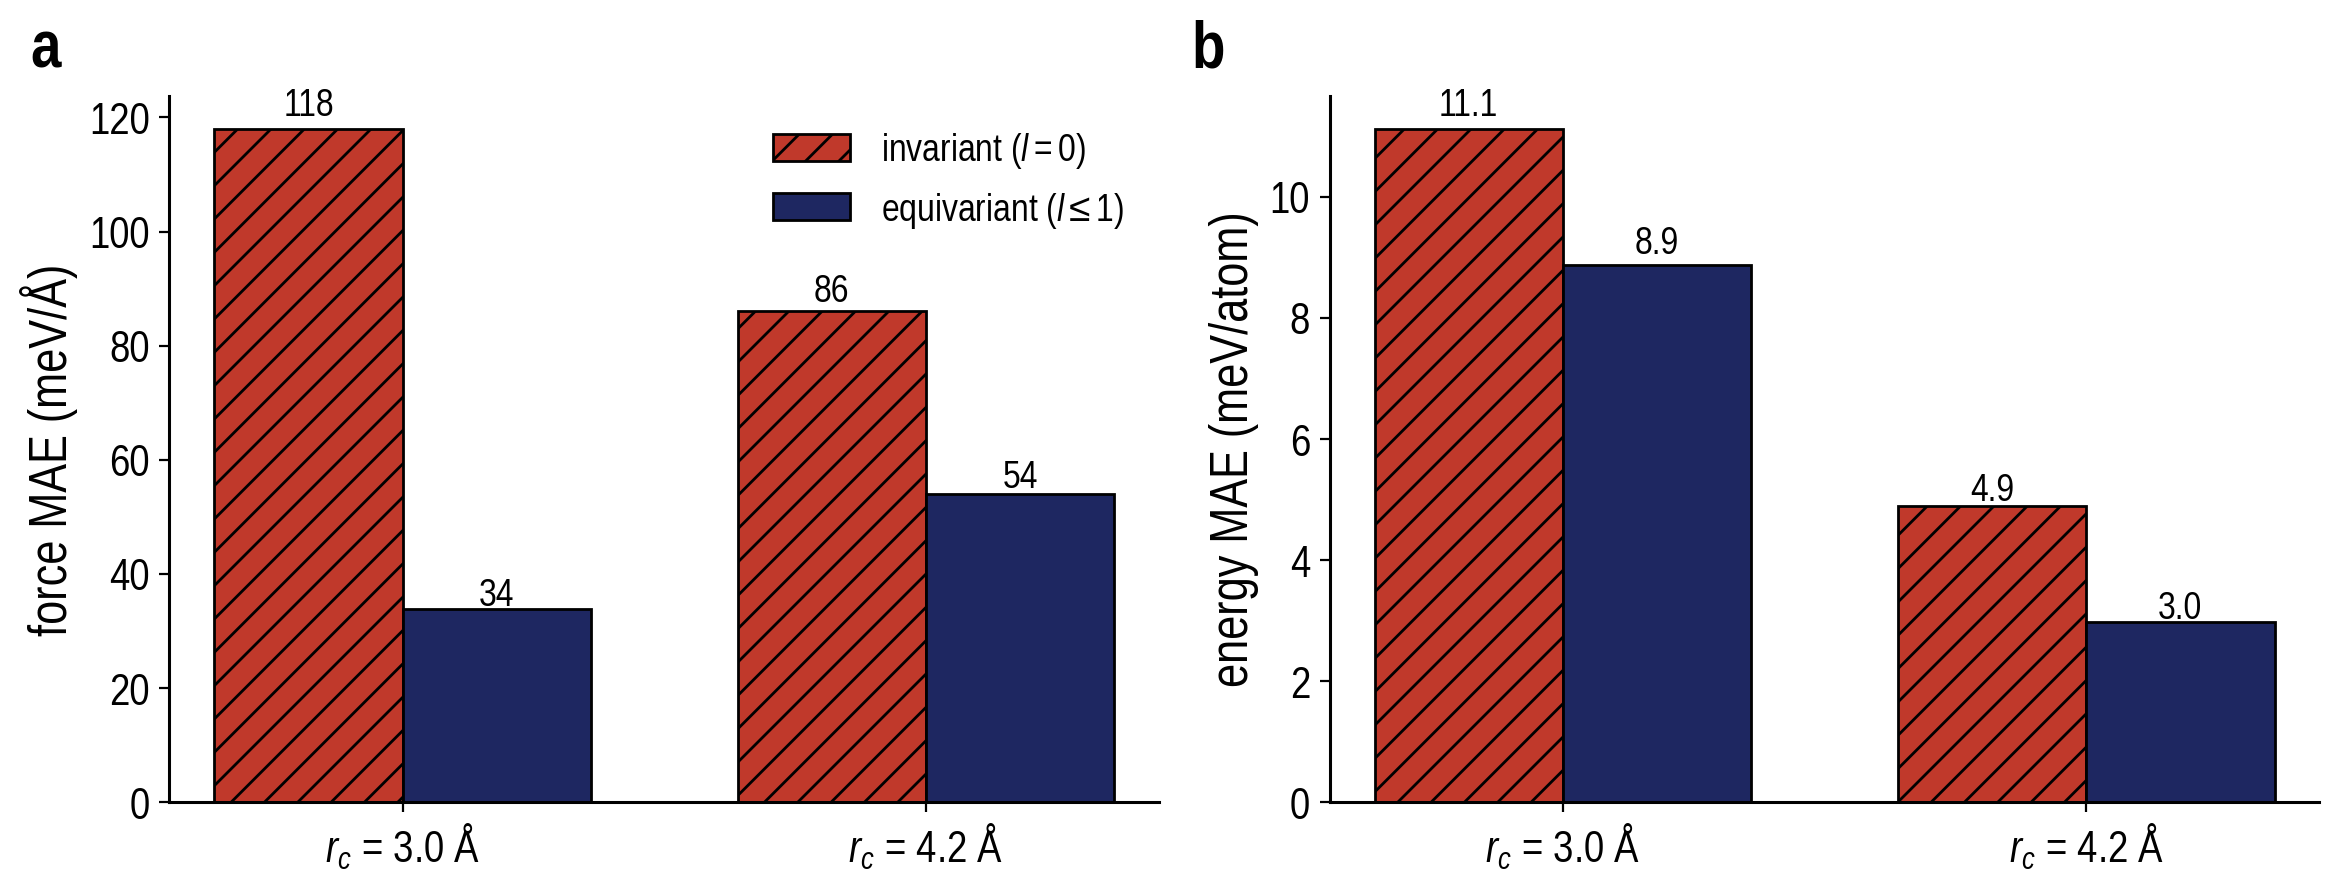 a
force MAE (meV/Å)
120
100
80
60
40
20
0
118
34
86
54
invariant (l = 0)
equivariant (l ≤ 1)
r_c = 3.0 Å
r_c = 4.2 Å
b
energy MAE (meV/atom)
10
8
6
4
2
0
11.1
8.9
4.9
3.0
r_c = 3.0 Å
r_c = 4.2 Å